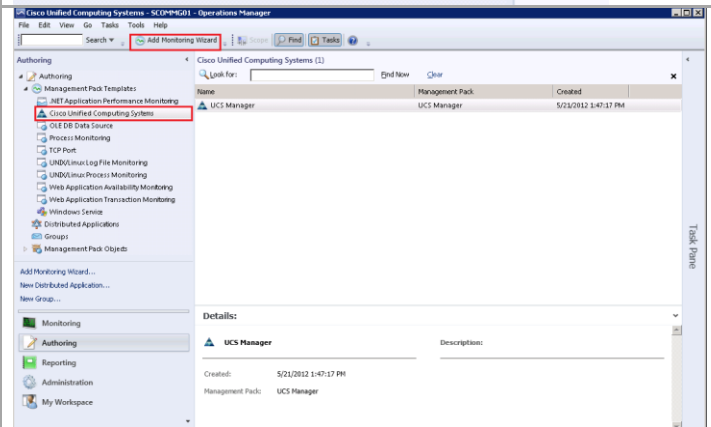 Cisco Unified Computing Systems - SCOMMG01 - Operations Manager
File Edit View Go Tasks Tools Help
Search Add Monitoring Wizard Scope Find Tasks
Authoring
Authoring
Management Pack Templates
.NET Application Performance Monitoring
Cisco Unified Computing Systems
OLE DB Data Source
Process Monitoring
TCP Port
UNIX/Linux Log File Monitoring
UNIX/Linux Process Monitoring
Web Application Availability Monitoring
Web Application Transaction Monitoring
Windows Service
Distributed Applications
Groups
Management Pack Objects
Add Monitoring Wizard...
New Distributed Application...
New Group...
Monitoring
Authoring
Reporting
Administration
My Workspace
Cisco Unified Computing Systems (1)
Look for: Find Now Clear
Name Management Pack Created
UCS Manager UCS Manager 5/21/2012 1:47:17 PM
Details:
UCS Manager Description:
Created: 5/21/2012 1:47:17 PM
Management Pack: UCS Manager
Task Pane